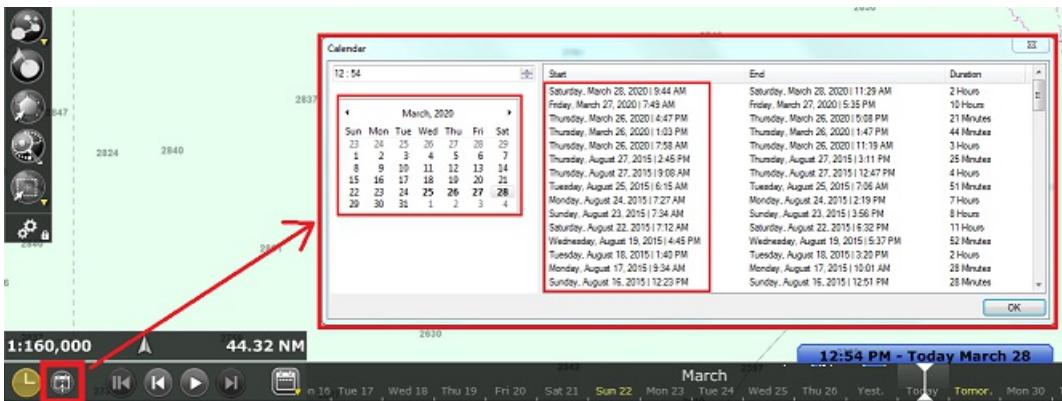 2847
2824
2840
2837
Calendar
12 : 54
March, 2020
Sun Mon Tue Wed Thu Fri Sat
23 24 25 26 27 28 29
1 2 3 4 5 6 7
8 9 10 11 12 13 14
15 16 17 18 19 20 21
22 23 24 25 26 27 28
29 30 31 1 2 3 4
Start End Duration
Saturday, March 28, 2020 | 9:44 AM Saturday, March 28, 2020 | 11:29 AM 2 Hours
Friday, March 27, 2020 | 7:49 AM Friday, March 27, 2020 | 5:35 PM 10 Hours
Thursday, March 26, 2020 | 4:47 PM Thursday, March 26, 2020 | 5:08 PM 21 Minutes
Thursday, March 26, 2020 | 1:03 PM Thursday, March 26, 2020 | 1:47 PM 44 Minutes
Thursday, March 26, 2020 | 7:58 AM Thursday, March 26, 2020 | 11:19 AM 3 Hours
Thursday, August 27, 2015 | 2:45 PM Thursday, August 27, 2015 | 3:11 PM 25 Minutes
Thursday, August 27, 2015 | 9:08 AM Thursday, August 27, 2015 | 12:47 PM 4 Hours
Tuesday, August 25, 2015 | 6:15 AM Tuesday, August 25, 2015 | 7:06 AM 51 Minutes
Monday, August 24, 2015 | 7:27 AM Monday, August 24, 2015 | 2:19 PM 7 Hours
Sunday, August 23, 2015 | 7:34 AM Sunday, August 23, 2015 | 3:56 PM 8 Hours
Saturday, August 22, 2015 | 7:12 AM Saturday, August 22, 2015 | 6:32 PM 11 Hours
Wednesday, August 19, 2015 | 4:45 PM Wednesday, August 19, 2015 | 5:37 PM 52 Minutes
Tuesday, August 18, 2015 | 1:40 PM Tuesday, August 18, 2015 | 3:20 PM 2 Hours
Monday, August 17, 2015 | 9:34 AM Monday, August 17, 2015 | 10:01 AM 28 Minutes
Sunday, August 16, 2015 | 12:23 PM Sunday, August 16, 2015 | 12:51 PM 28 Minutes
OK
2630
1:160,000 44.32 NM
12:54 PM - Today March 28
March
n 16 Tue 17 Wed 18 Thu 19 Fri 20 Sat 21 Sun 22 Mon 23 Tue 24 Wed 25 Thu 26 Yest. Today Tomor. Mon 30